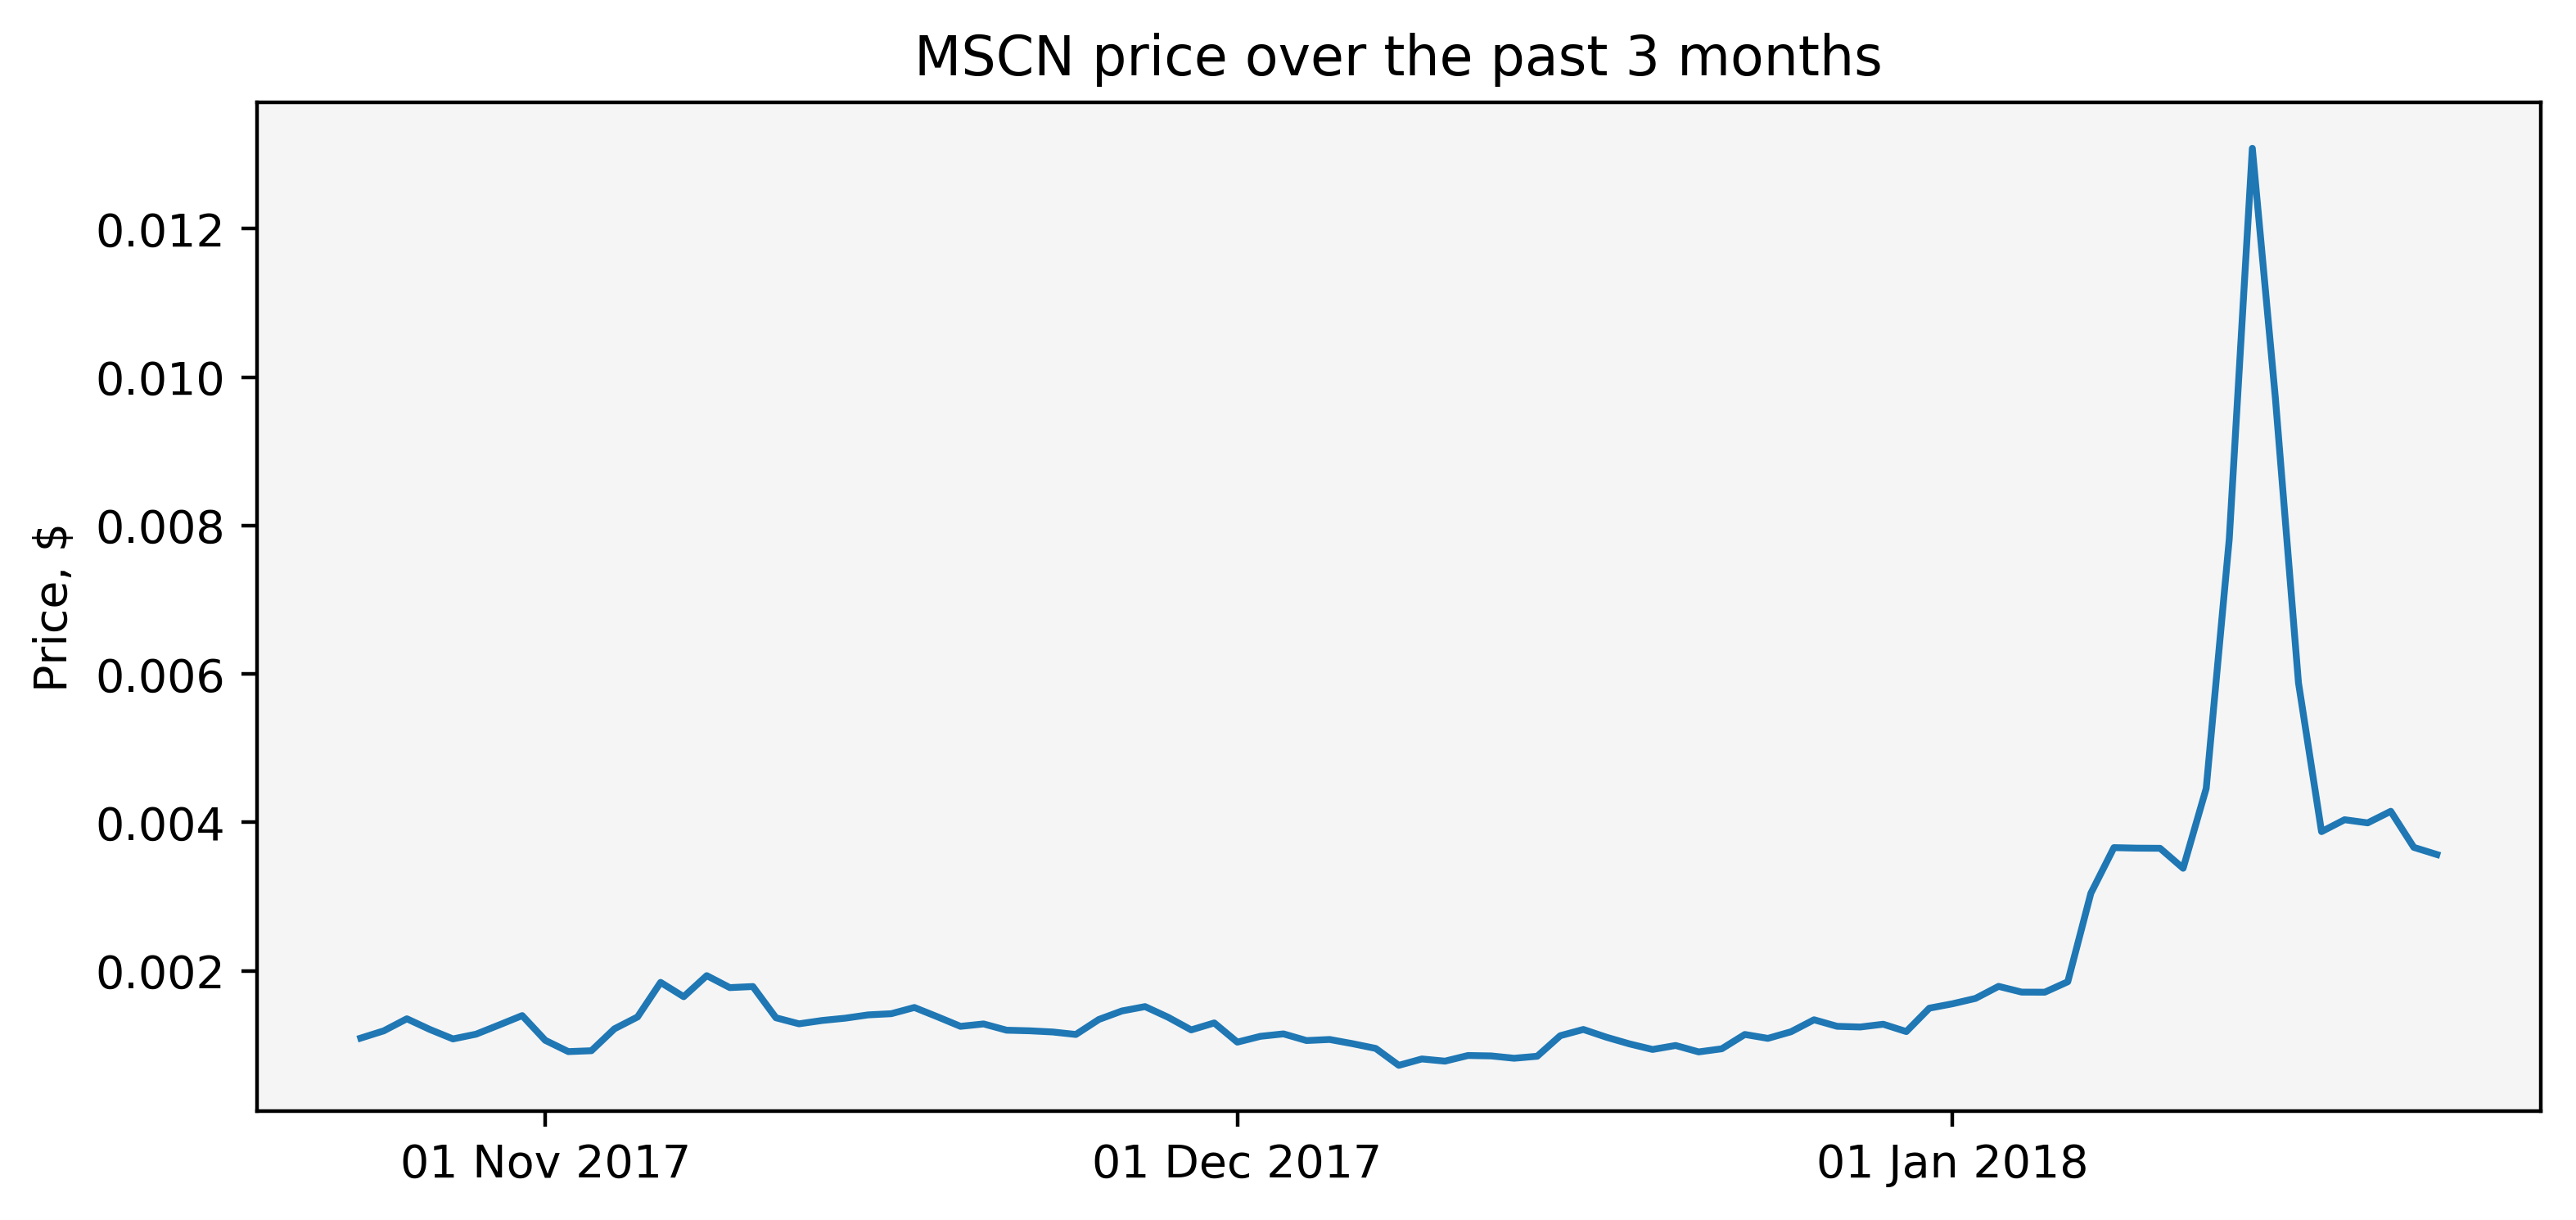 MSCN price over the past 3 months
Price, $
0.012
0.010
0.008
0.006
0.004
0.002
01 Nov 2017
01 Dec 2017
01 Jan 2018